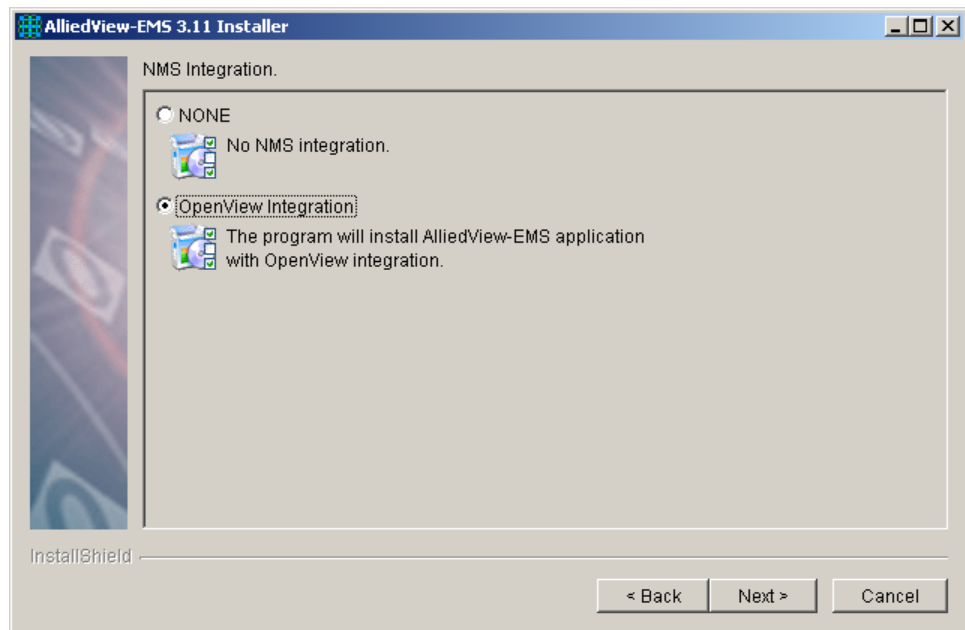 AlliedView-EMS 3.11 Installer
NMS Integration.
NONE
No NMS integration.
OpenView Integration
The program will install AlliedView-EMS application
with OpenView integration.
InstallShield
< Back
Next >
Cancel